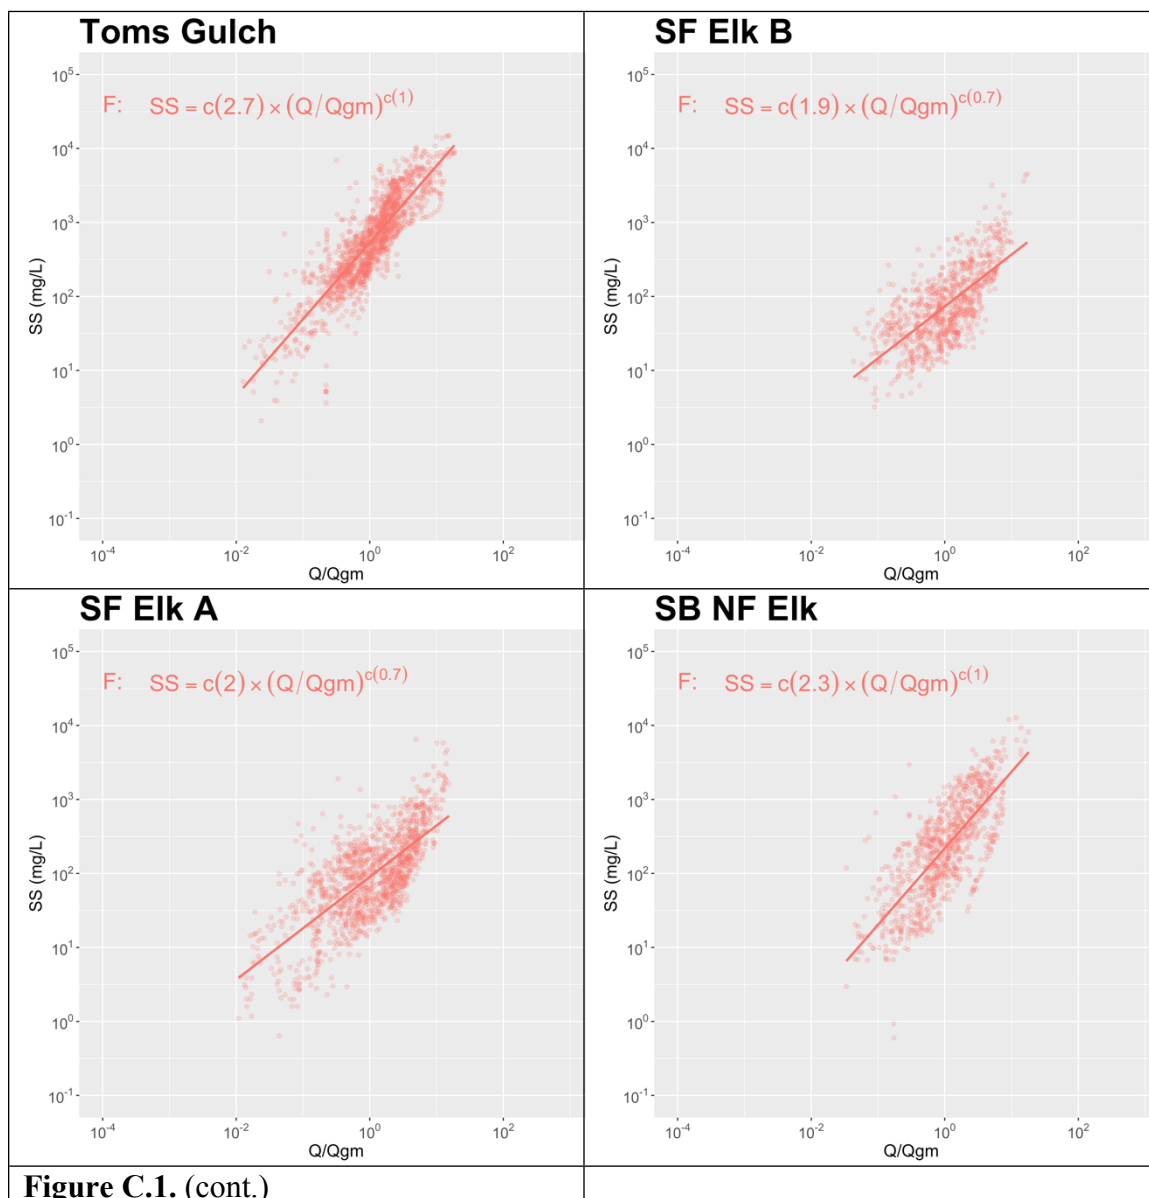 Toms Gulch
F: SS = c(2.7) × (Q/Qgm)^c(1)
10^5
10^4
10^3
10^2
10^1
10^0
10^-1
SS (mg/L)
10^-4 10^-2 10^0 10^2
Q/Qgm
SF Elk B
F: SS = c(1.9) × (Q/Qgm)^c(0.7)
10^5
10^4
10^3
10^2
10^1
10^0
10^-1
SS (mg/L)
10^-4 10^-2 10^0 10^2
Q/Qgm
SF Elk A
F: SS = c(2) × (Q/Qgm)^c(0.7)
10^5
10^4
10^3
10^2
10^1
10^0
10^-1
SS (mg/L)
10^-4 10^-2 10^0 10^2
Q/Qgm
SB NF Elk
F: SS = c(2.3) × (Q/Qgm)^c(1)
10^5
10^4
10^3
10^2
10^1
10^0
10^-1
SS (mg/L)
10^-4 10^-2 10^0 10^2
Q/Qgm
Figure C.1. (cont.)